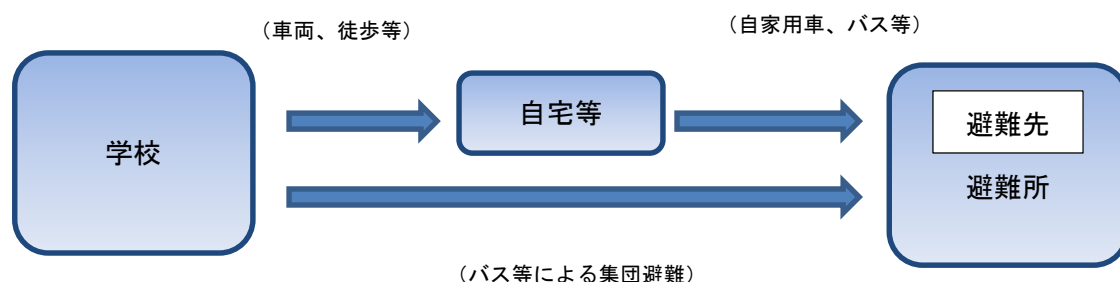 （車両、徒歩等）
（自家用車、バス等）
学校
自宅等
避難先
避難所
（バス等による集団避難）